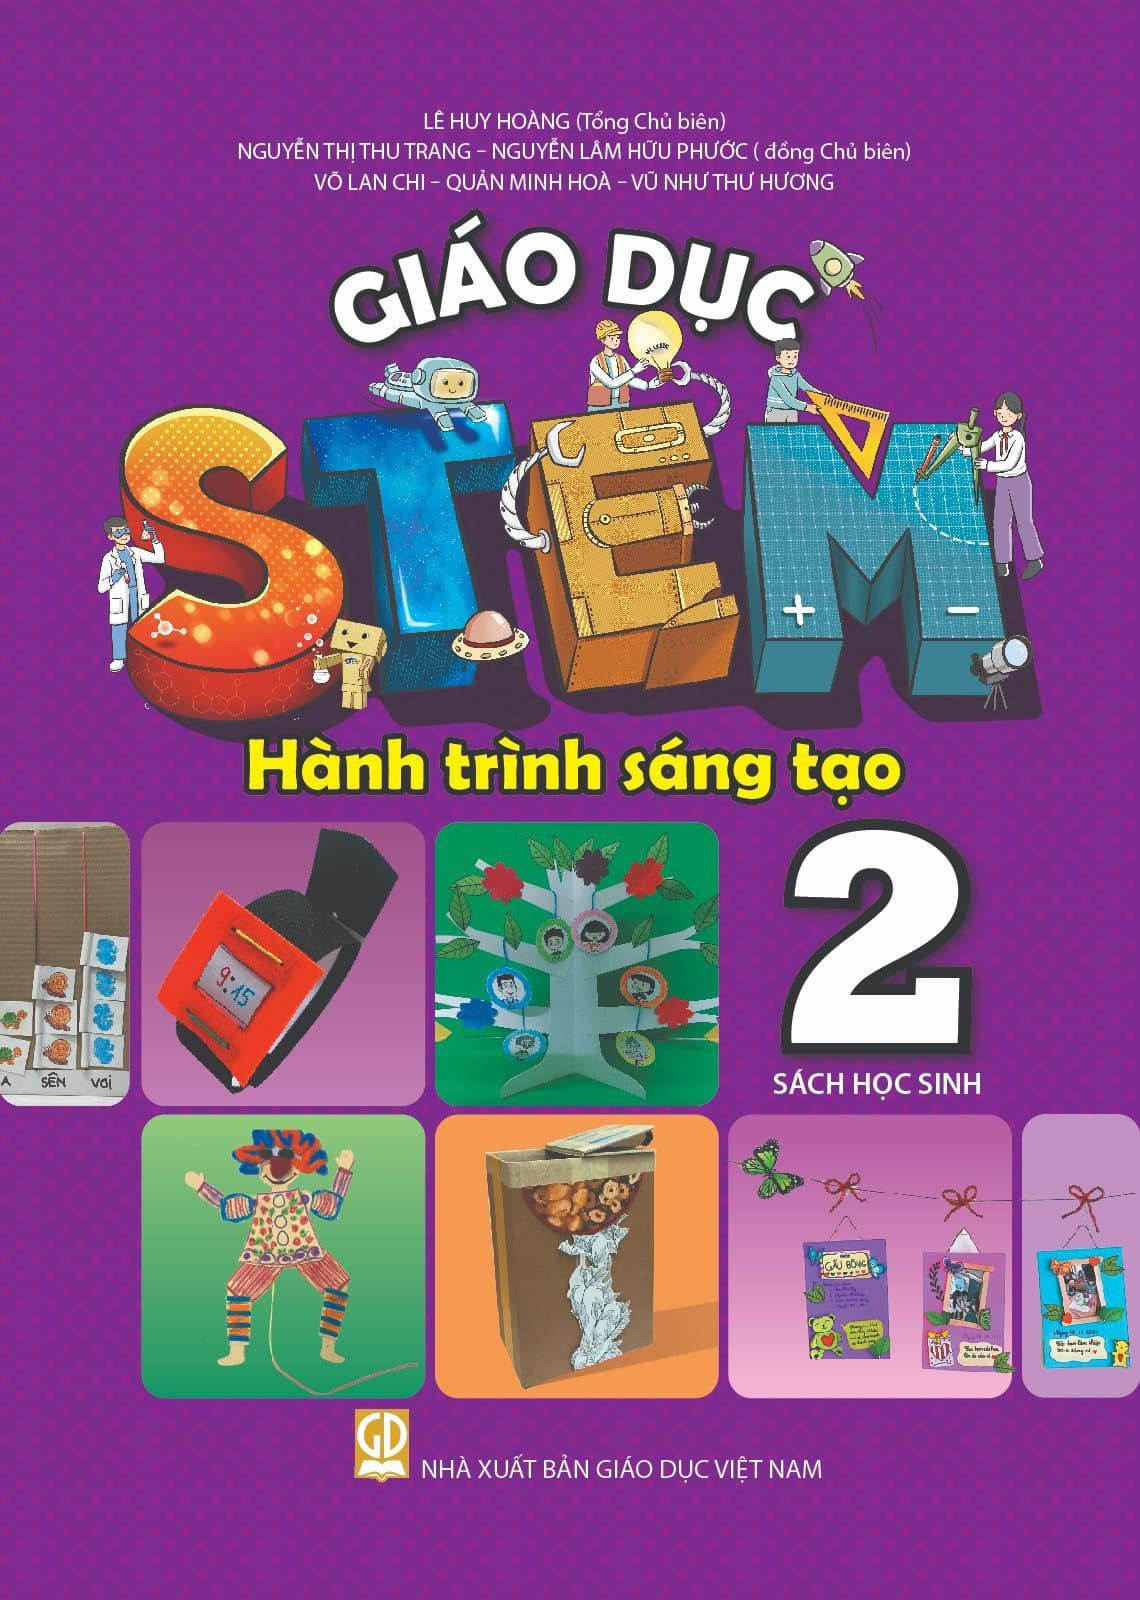 LÊ HUY HOÀNG (Tổng Chủ biên)
NGUYỄN THỊ THU TRANG – NGUYỄN LÂM HỮU PHƯỚC ( đồng Chủ biên)
VÕ LAN CHI – QUẢN MINH HOÀ – VŨ NHƯ THƯ HƯƠNG
GIÁO DỤC
STEM
+ −
Hành trình sáng tạo
2
SÁCH HỌC SINH
9:15
A SÊN VOI
GẤU BÔNG
GD
NHÀ XUẤT BẢN GIÁO DỤC VIỆT NAM